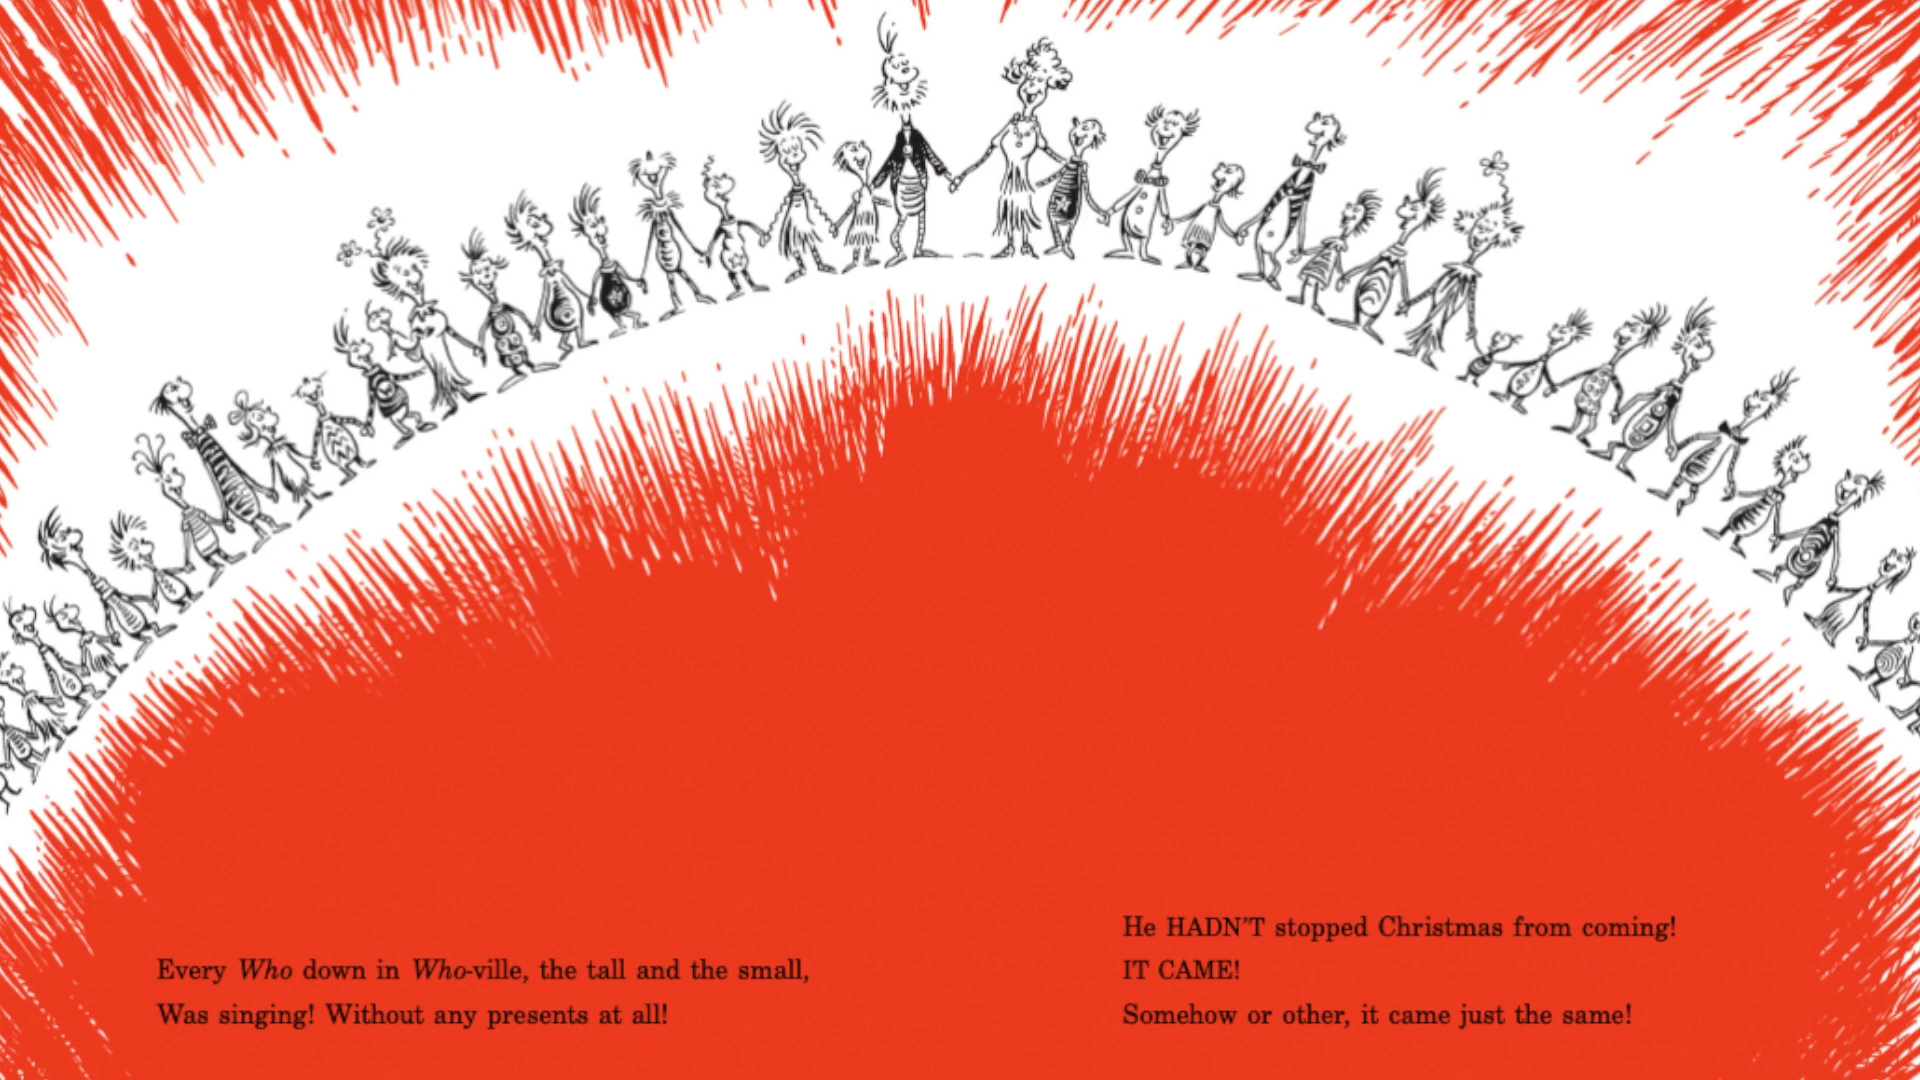 Every Who down in Who-ville, the tall and the small,
Was singing! Without any presents at all!
He HADN'T stopped Christmas from coming!
IT CAME!
Somehow or other, it came just the same!